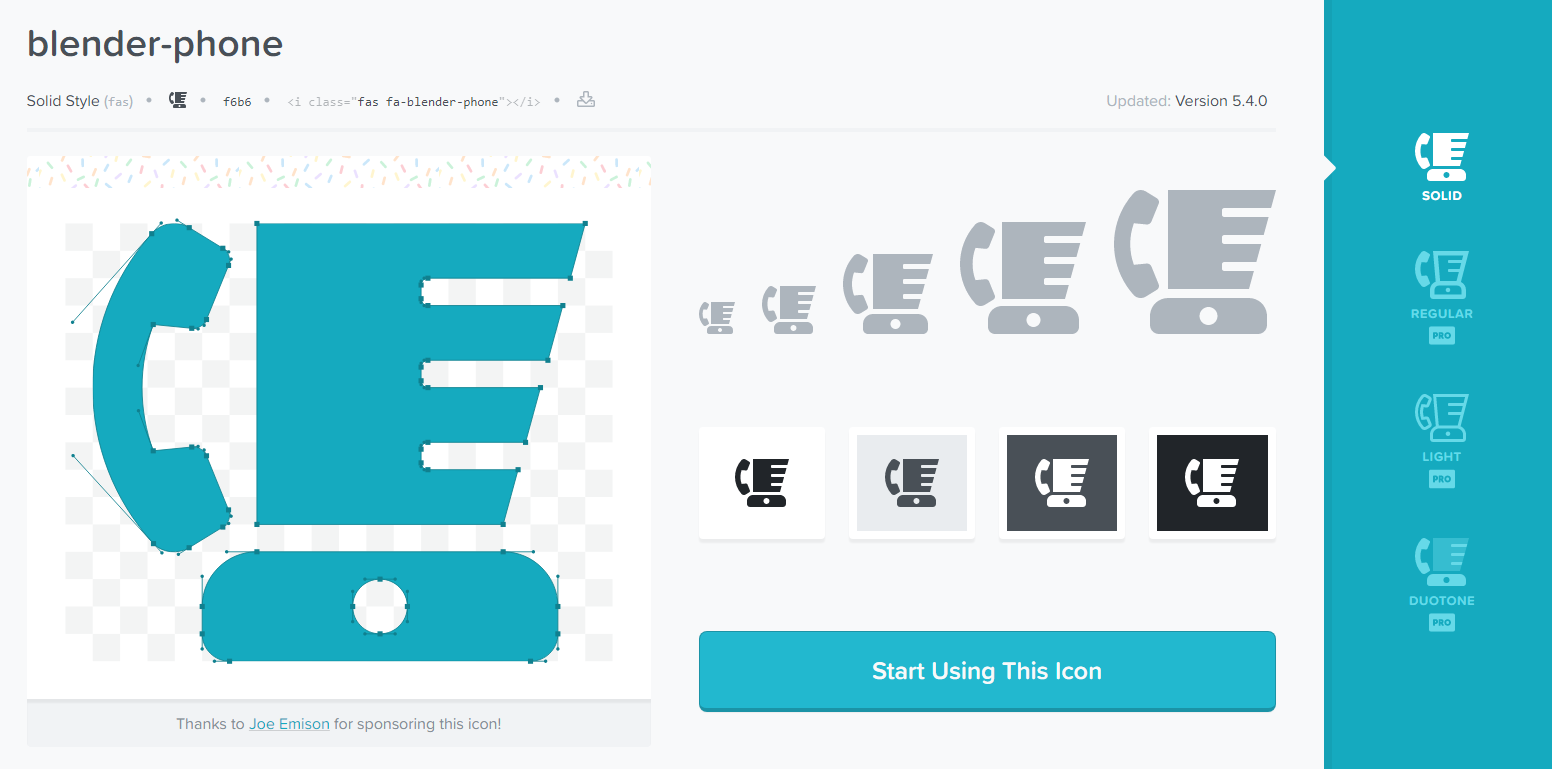 blender-phone
Solid Style (fas) • • f6b6 • <i class="fas fa-blender-phone"></i> • Updated: Version 5.4.0
SOLID
REGULAR
PRO
LIGHT
PRO
DUOTONE
PRO
Start Using This Icon
Thanks to Joe Emison for sponsoring this icon!